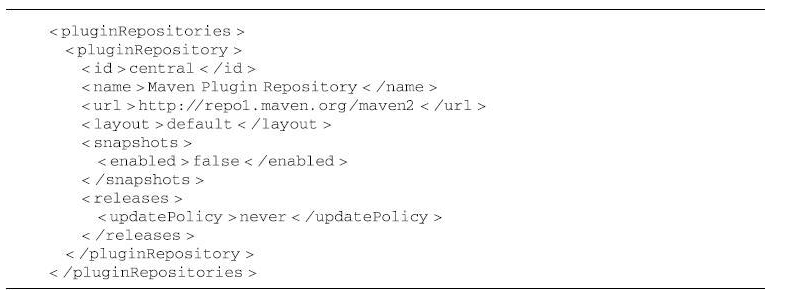 <pluginRepositories>
<pluginRepository>
<id>central</id>
<name>Maven Plugin Repository</name>
<url>http://repo1.maven.org/maven2</url>
<layout>default</layout>
<snapshots>
<enabled>false</enabled>
</snapshots>
<releases>
<updatePolicy>never</updatePolicy>
</releases>
</pluginRepository>
</pluginRepositories>